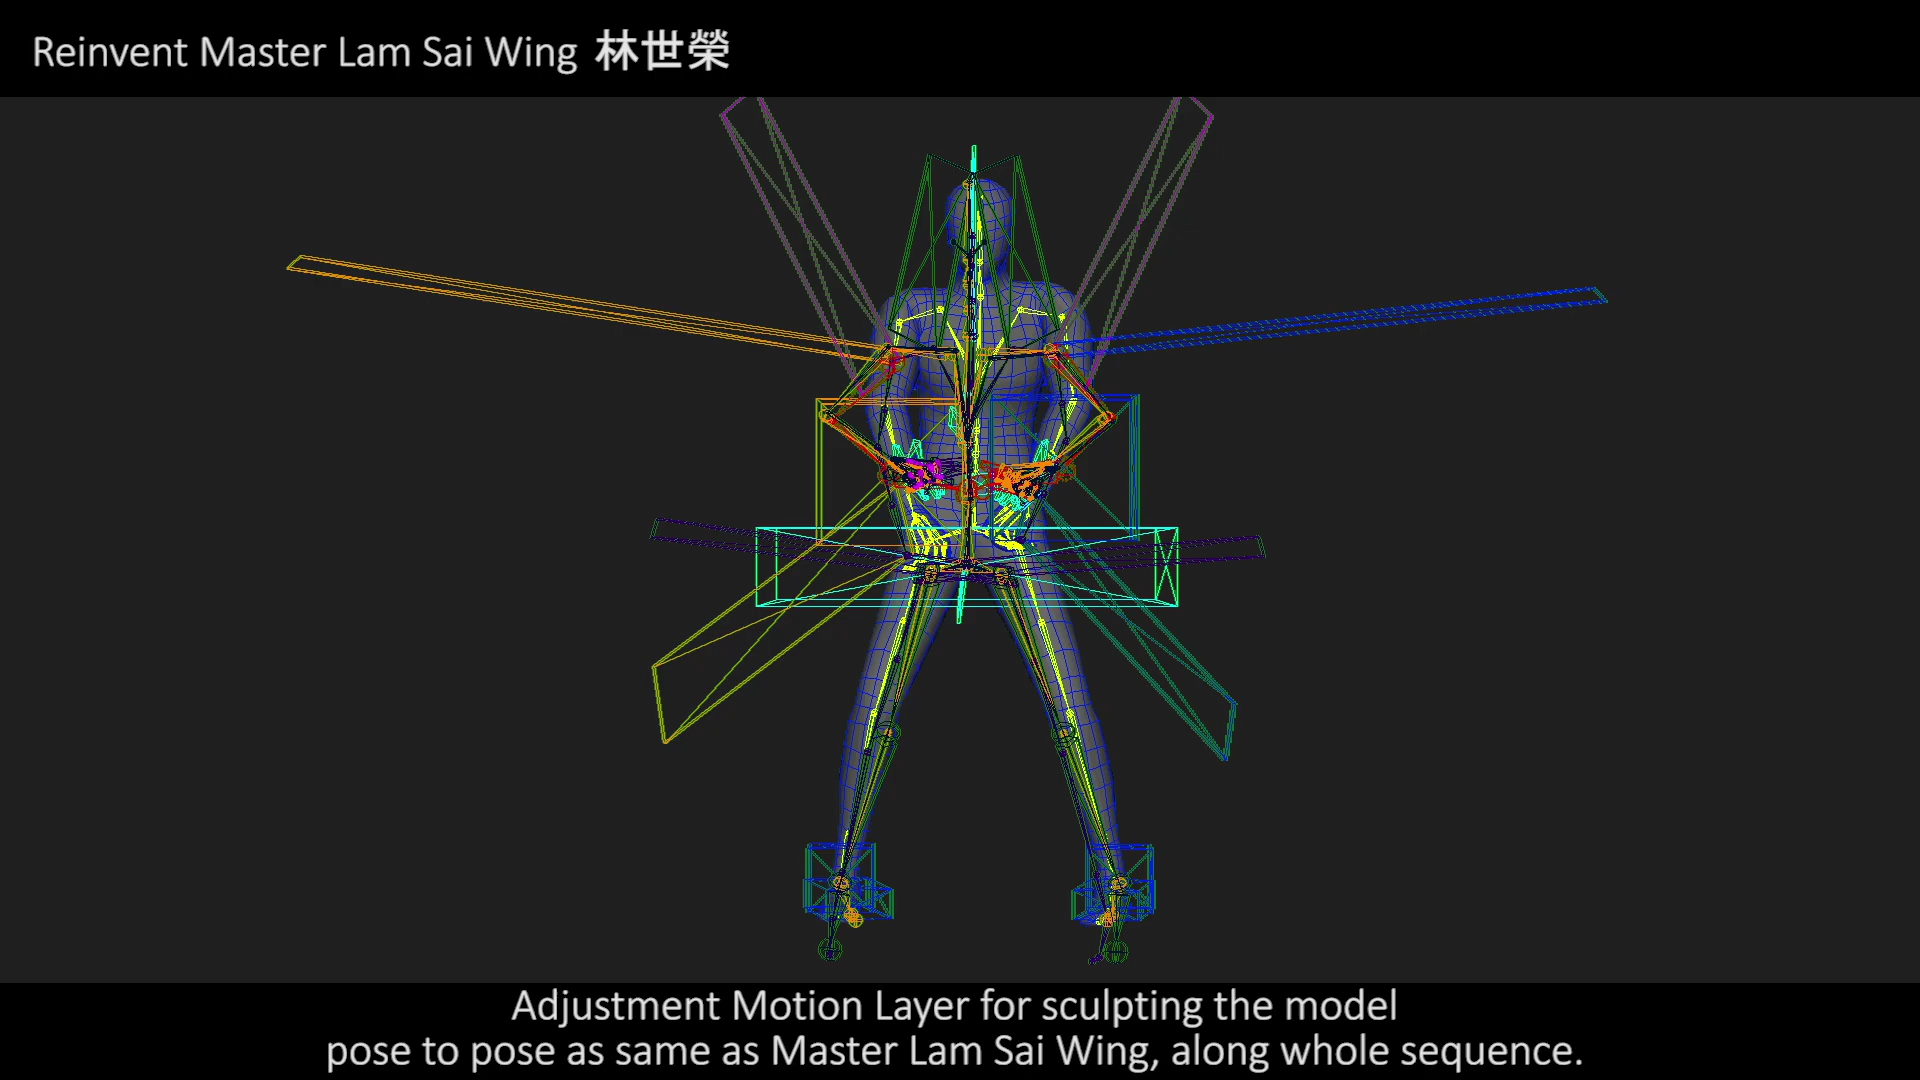 Reinvent Master Lam Sai Wing 林世榮
Adjustment Motion Layer for sculpting the model
pose to pose as same as Master Lam Sai Wing, along whole sequence.